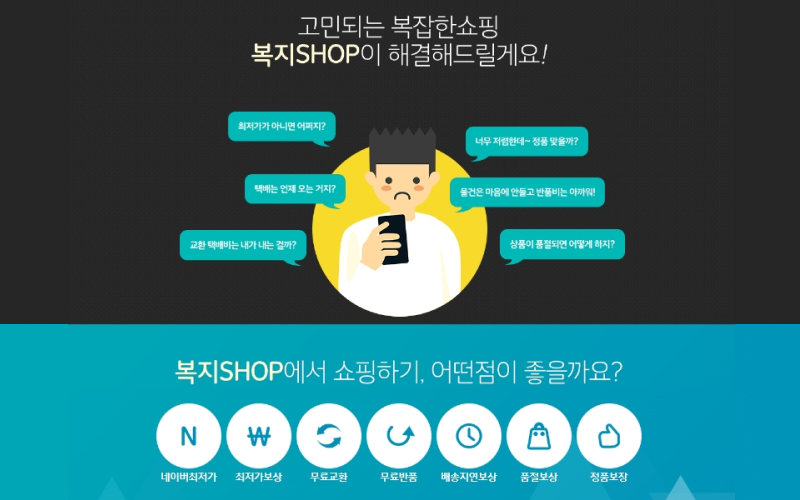 고민되는 복잡한쇼핑
복지SHOP이 해결해드릴게요!
최저가가 아니면 어쩌지?
너무 저렴한데~ 정품 맞을까?
택배는 언제 오는 거지?
물건은 마음에 안들고 반품비는 아까워!
교환 택배비는 내가 내는 걸까?
상품이 품절되면 어떻게 하지?
복지SHOP에서 쇼핑하기, 어떤점이 좋을까요?
N
₩
네이버최저가
최저가보상
무료교환
무료반품
배송지연보상
품절보상
정품보장